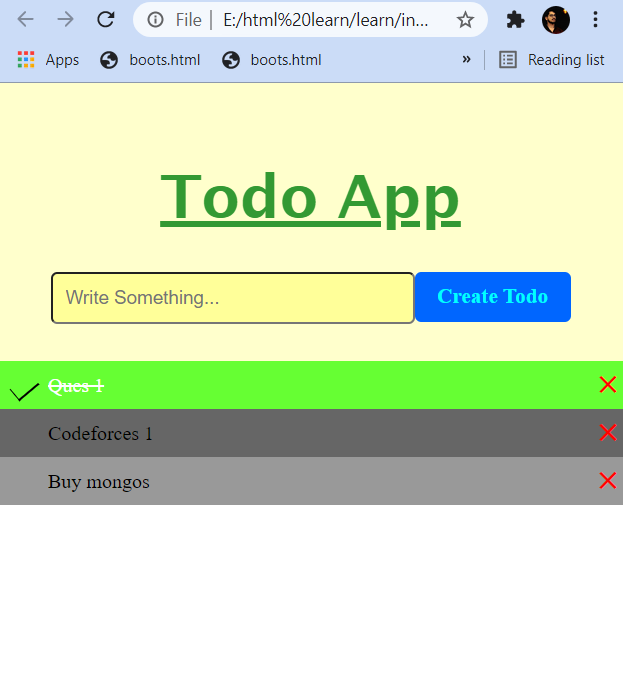 File | E:/html%20learn/learn/in...
Apps boots.html boots.html » Reading list
Todo App
Write Something... Create Todo
Ques 1
Codeforces 1
Buy mongos